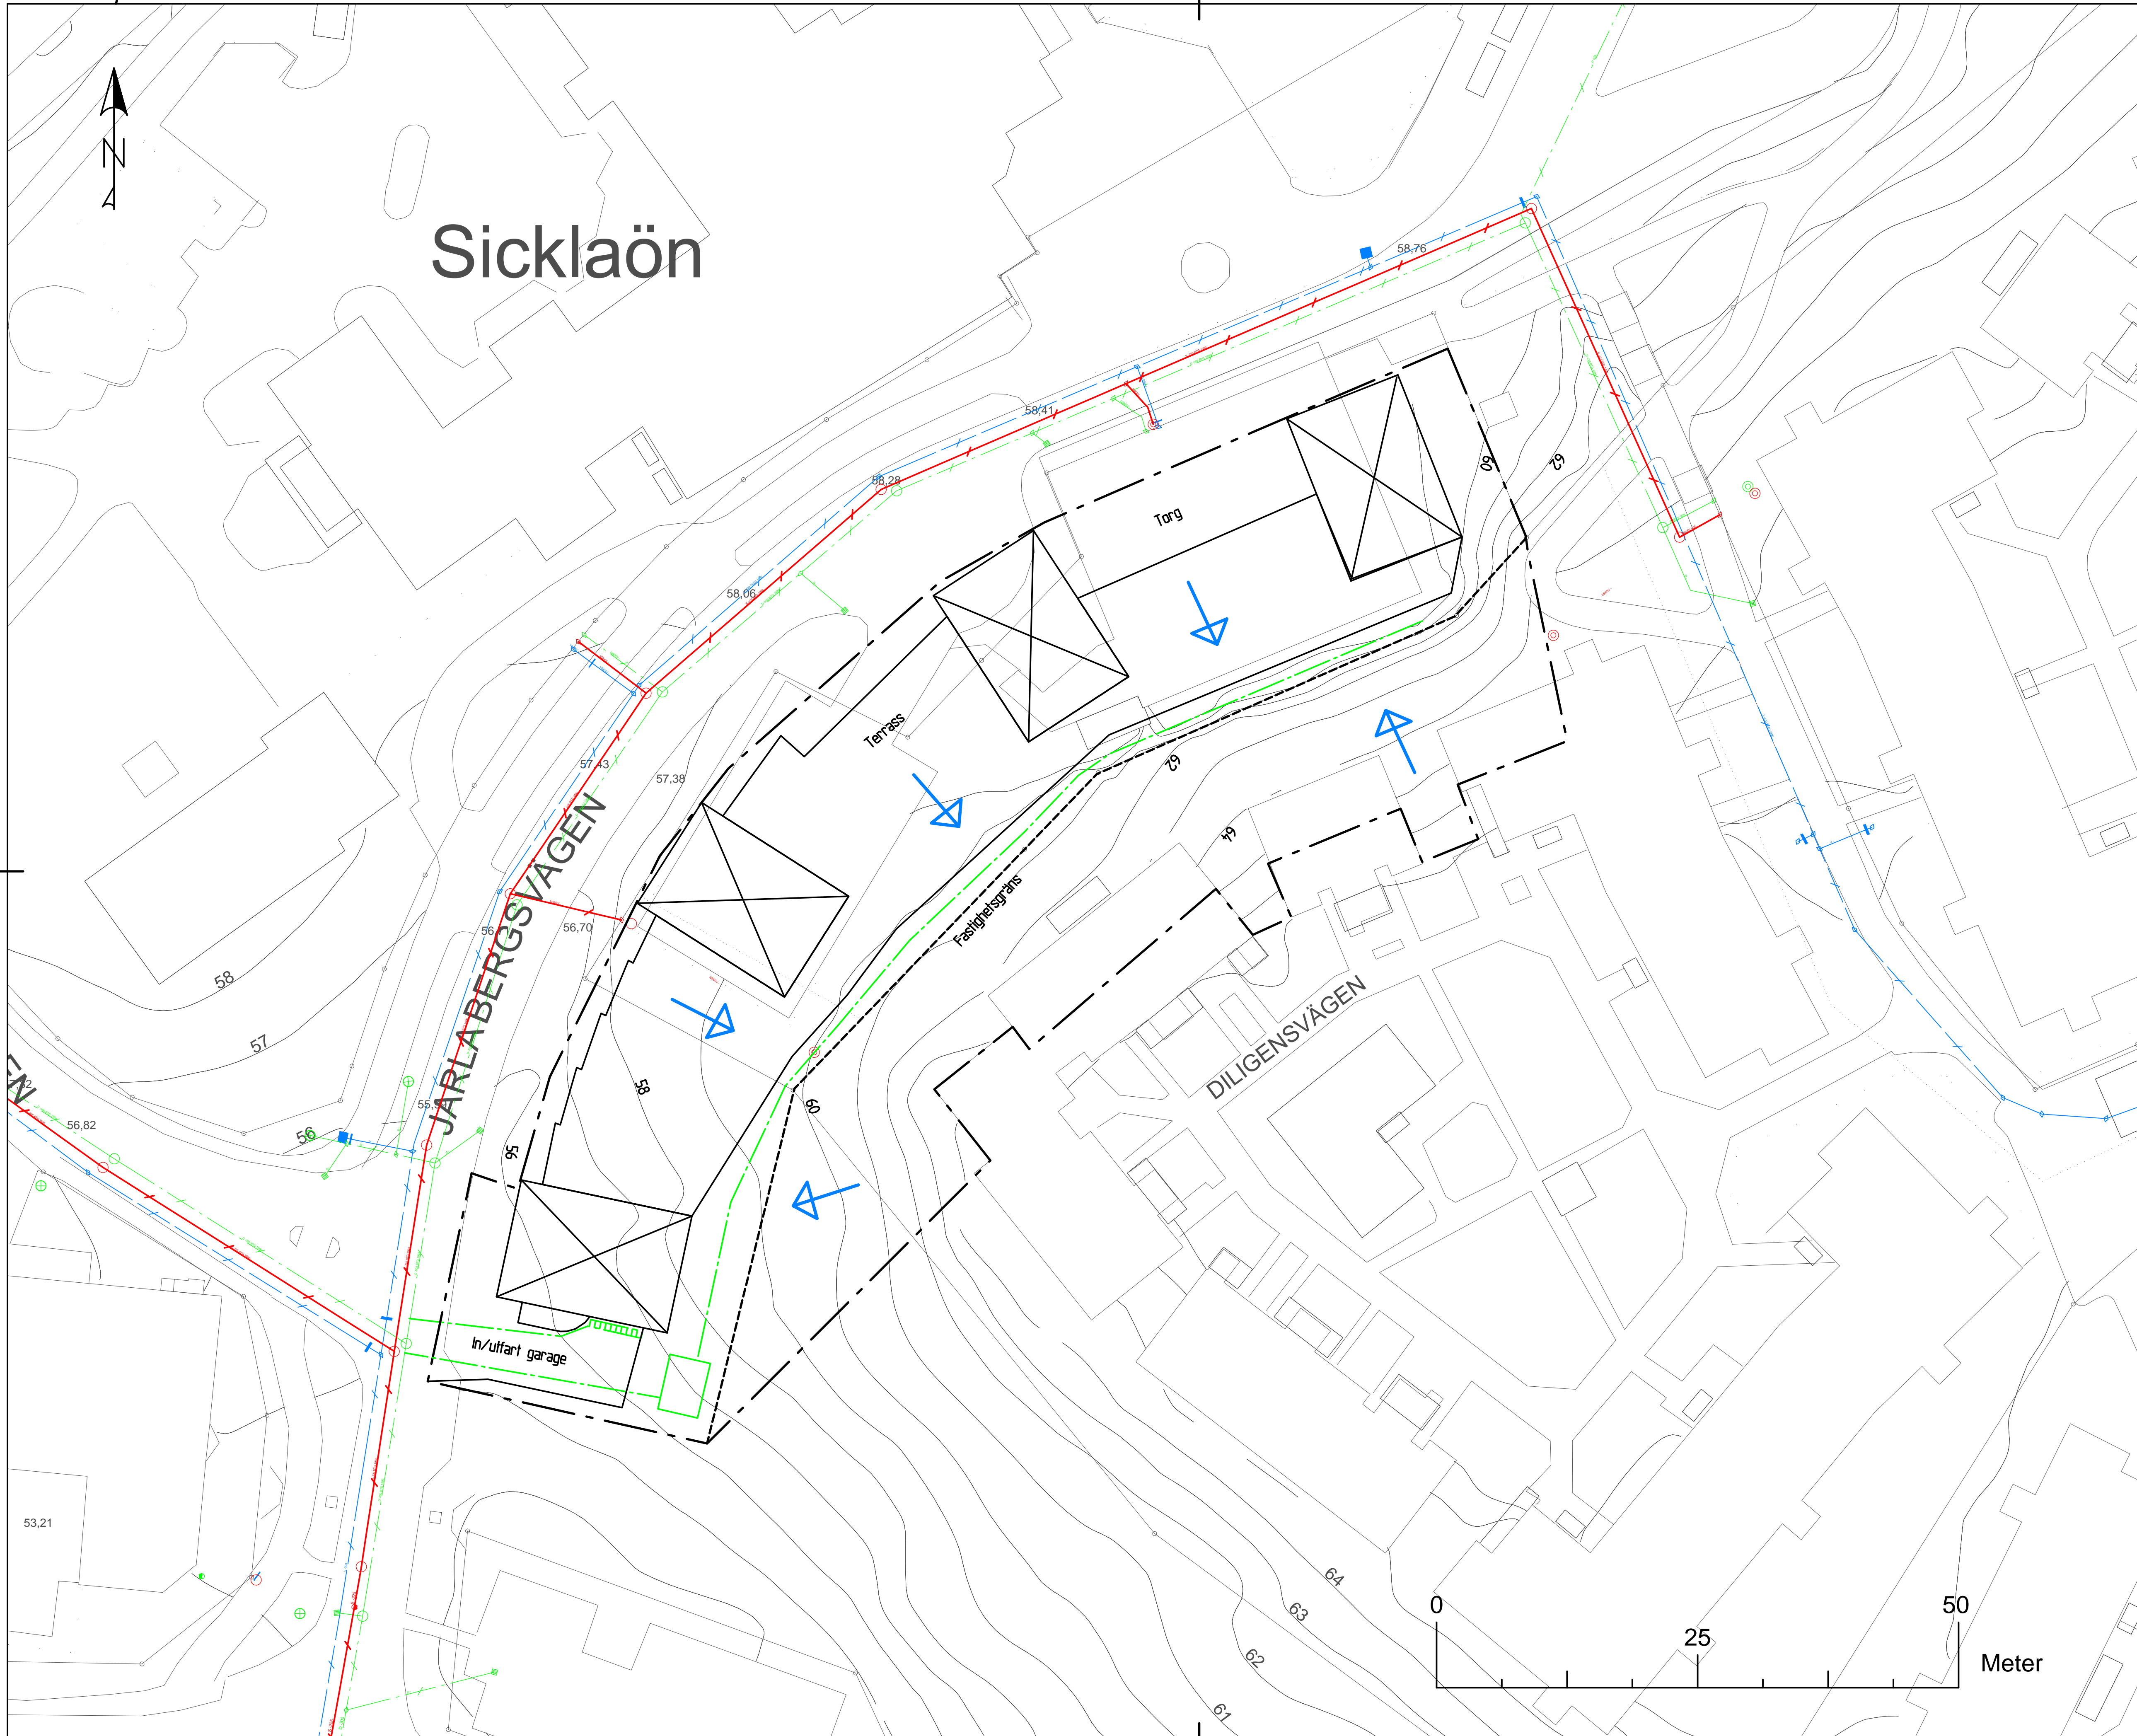 N
Sicklaön
58,76
58,41
58,28
60
62
Torg
58,06
Terrass
57,43
57,38
62
64
Fastighetsgräns
56,70
JARLABERGSVÄGEN
DILIGENSVÄGEN
58
57
58
60
56,82
56
56
In/utfart garage
53,21
64
63
62
61
0
25
50
Meter